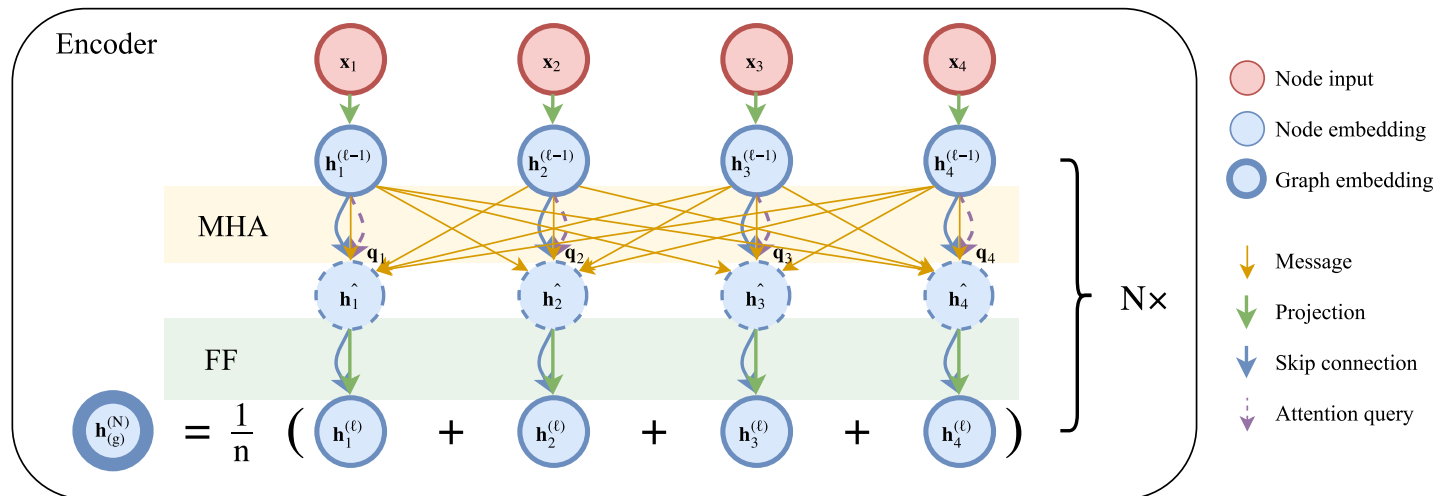 Encoder
x₁ x₂ x₃ x₄
h₁^(ℓ−1) h₂^(ℓ−1) h₃^(ℓ−1) h₄^(ℓ−1)
MHA
q₁ q₂ q₃ q₄
ĥ₁ ĥ₂ ĥ₃ ĥ₄
N×
FF
h_(g)^(N) = 1/n ( h₁^(ℓ) + h₂^(ℓ) + h₃^(ℓ) + h₄^(ℓ) )
Node input
Node embedding
Graph embedding
Message
Projection
Skip connection
Attention query